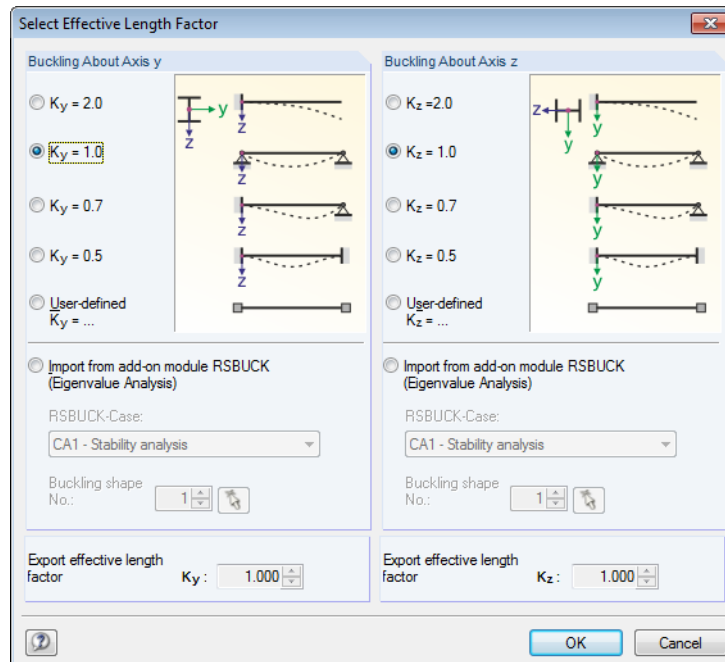 Select Effective Length Factor
Buckling About Axis y
Ky = 2.0
Ky = 1.0
Ky = 0.7
Ky = 0.5
User-defined
Ky = ...
y
z
z
z
z
z
Import from add-on module RSBUCK
(Eigenvalue Analysis)
RSBUCK-Case:
CA1 - Stability analysis
Buckling shape
No.: 1
Export effective length
factor Ky : 1.000
Buckling About Axis z
Kz =2.0
Kz = 1.0
Kz = 0.7
Kz = 0.5
User-defined
Kz = ...
z
y
y
y
y
y
Import from add-on module RSBUCK
(Eigenvalue Analysis)
RSBUCK-Case:
CA1 - Stability analysis
Buckling shape
No.: 1
Export effective length
factor Kz : 1.000
OK Cancel